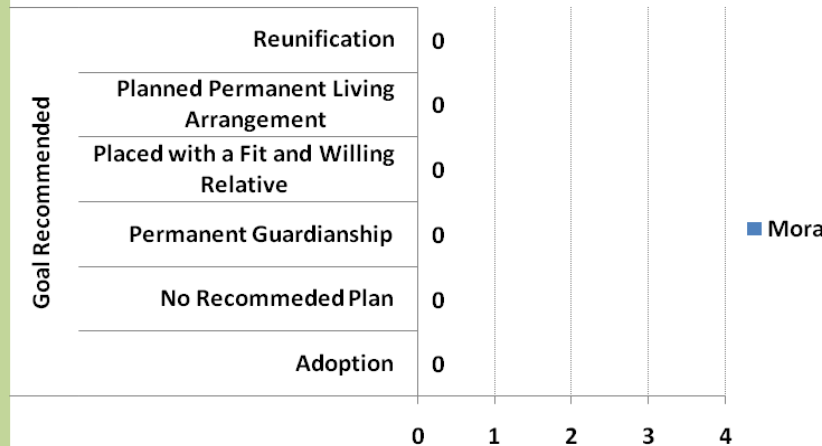 Goal Recommended
Reunification 0
Planned Permanent Living
Arrangement 0
Placed with a Fit and Willing
Relative 0
Permanent Guardianship 0
No Recommeded Plan 0
Adoption 0
0 1 2 3 4
Mora